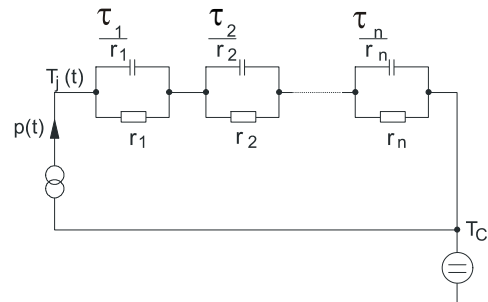 τ1 τ2 τn
r1 r2 rn
Tj (t)
r1 r2 rn
p(t)
TC